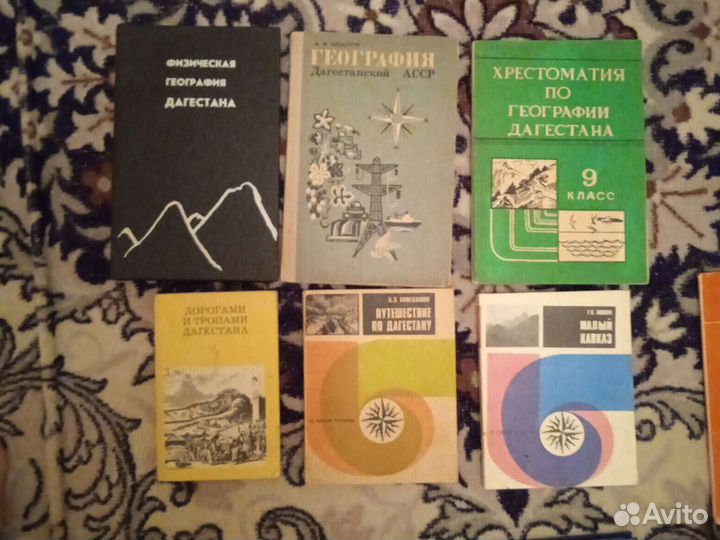 ФИЗИЧЕСКАЯ
ГЕОГРАФИЯ
ДАГЕСТАНА
ГЕОГРАФИЯ
Дагестанской АССР
ХРЕСТОМАТИЯ
ПО
ГЕОГРАФИИ
ДАГЕСТАНА
9
КЛАСС
ДОРОГАМИ
И ТРОПАМИ
ДАГЕСТАНА
ПУТЕШЕСТВИЕ
ПО ДАГЕСТАНУ
МАЛЫЙ
КАВКАЗ
Avito